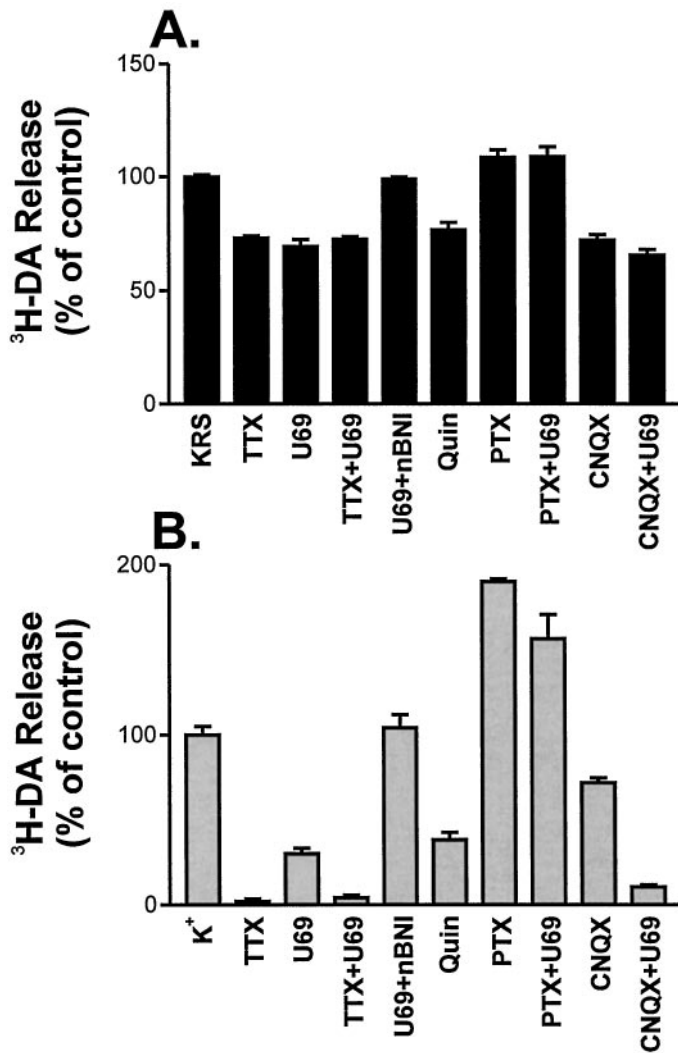 A.
³H-DA Release
(% of control)
150
100
50
0
KRS
TTX
U69
TTX+U69
U69+nBNI
Quin
PTX
PTX+U69
CNQX
CNQX+U69
B.
³H-DA Release
(% of control)
200
100
0
K⁺
TTX
U69
TTX+U69
U69+nBNI
Quin
PTX
PTX+U69
CNQX
CNQX+U69